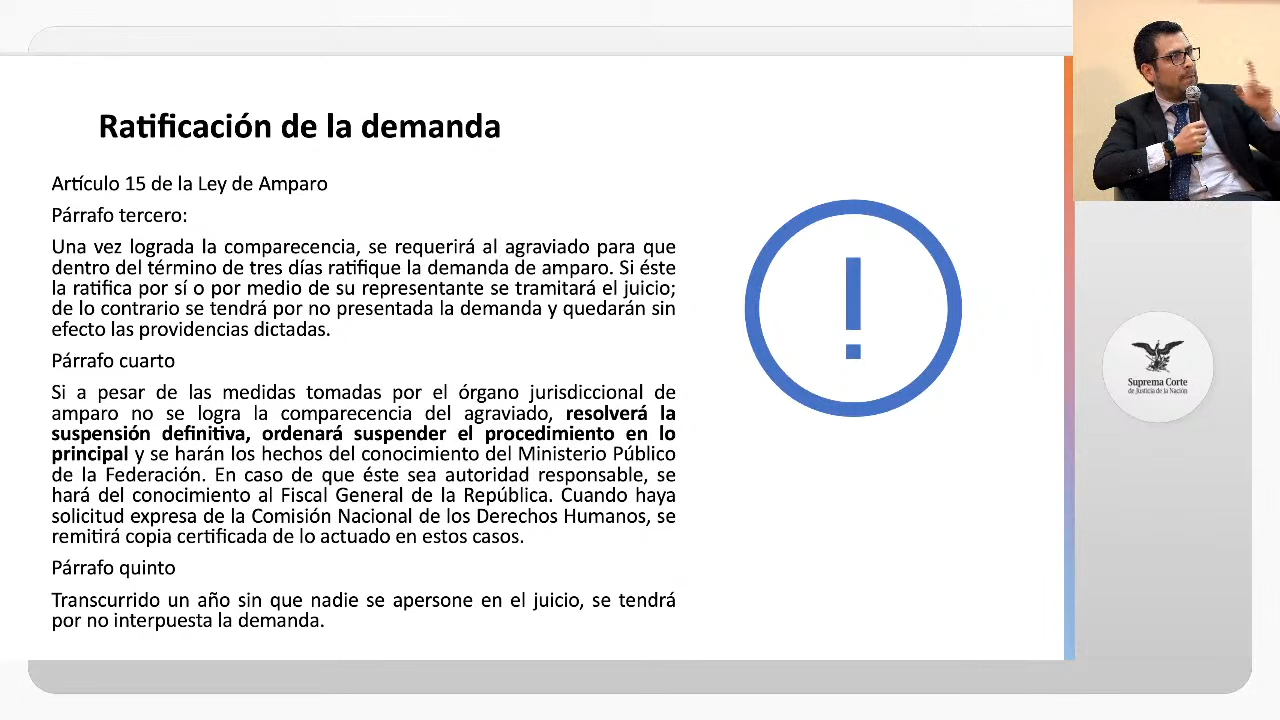 Ratificación de la demanda
Artículo 15 de la Ley de Amparo
Párrafo tercero:
Una vez lograda la comparecencia, se requerirá al agraviado para que
dentro del término de tres días ratifique la demanda de amparo. Si éste
la ratifica por sí o por medio de su representante se tramitará el juicio;
de lo contrario se tendrá por no presentada la demanda y quedarán sin
efecto las providencias dictadas.
Párrafo cuarto
Si a pesar de las medidas tomadas por el órgano jurisdiccional de
amparo no se logra la comparecencia del agraviado, resolverá la
suspensión definitiva, ordenará suspender el procedimiento en lo
principal y se harán los hechos del conocimiento del Ministerio Público
de la Federación. En caso de que éste sea autoridad responsable, se
hará del conocimiento al Fiscal General de la República. Cuando haya
solicitud expresa de la Comisión Nacional de los Derechos Humanos, se
remitirá copia certificada de lo actuado en estos casos.
Párrafo quinto
Transcurrido un año sin que nadie se apersone en el juicio, se tendrá
por no interpuesta la demanda.
!
Suprema Corte
de Justicia de la Nación